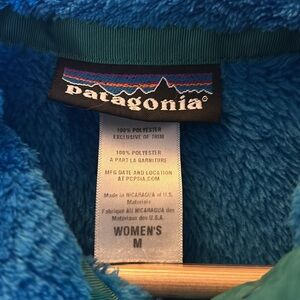 patagonia®
100% POLYESTER
EXCLUSIVE OF TRIM
100% POLYESTER
A PART LA GARNITURE
MFG DATE AND LOCATION
AT PCPSIA.COM
Made in NICARAGUA of U.S.
Materials
Fabriqué AU NICARAGUA des
Matériaux des U.S.A.
WOMEN'S
M